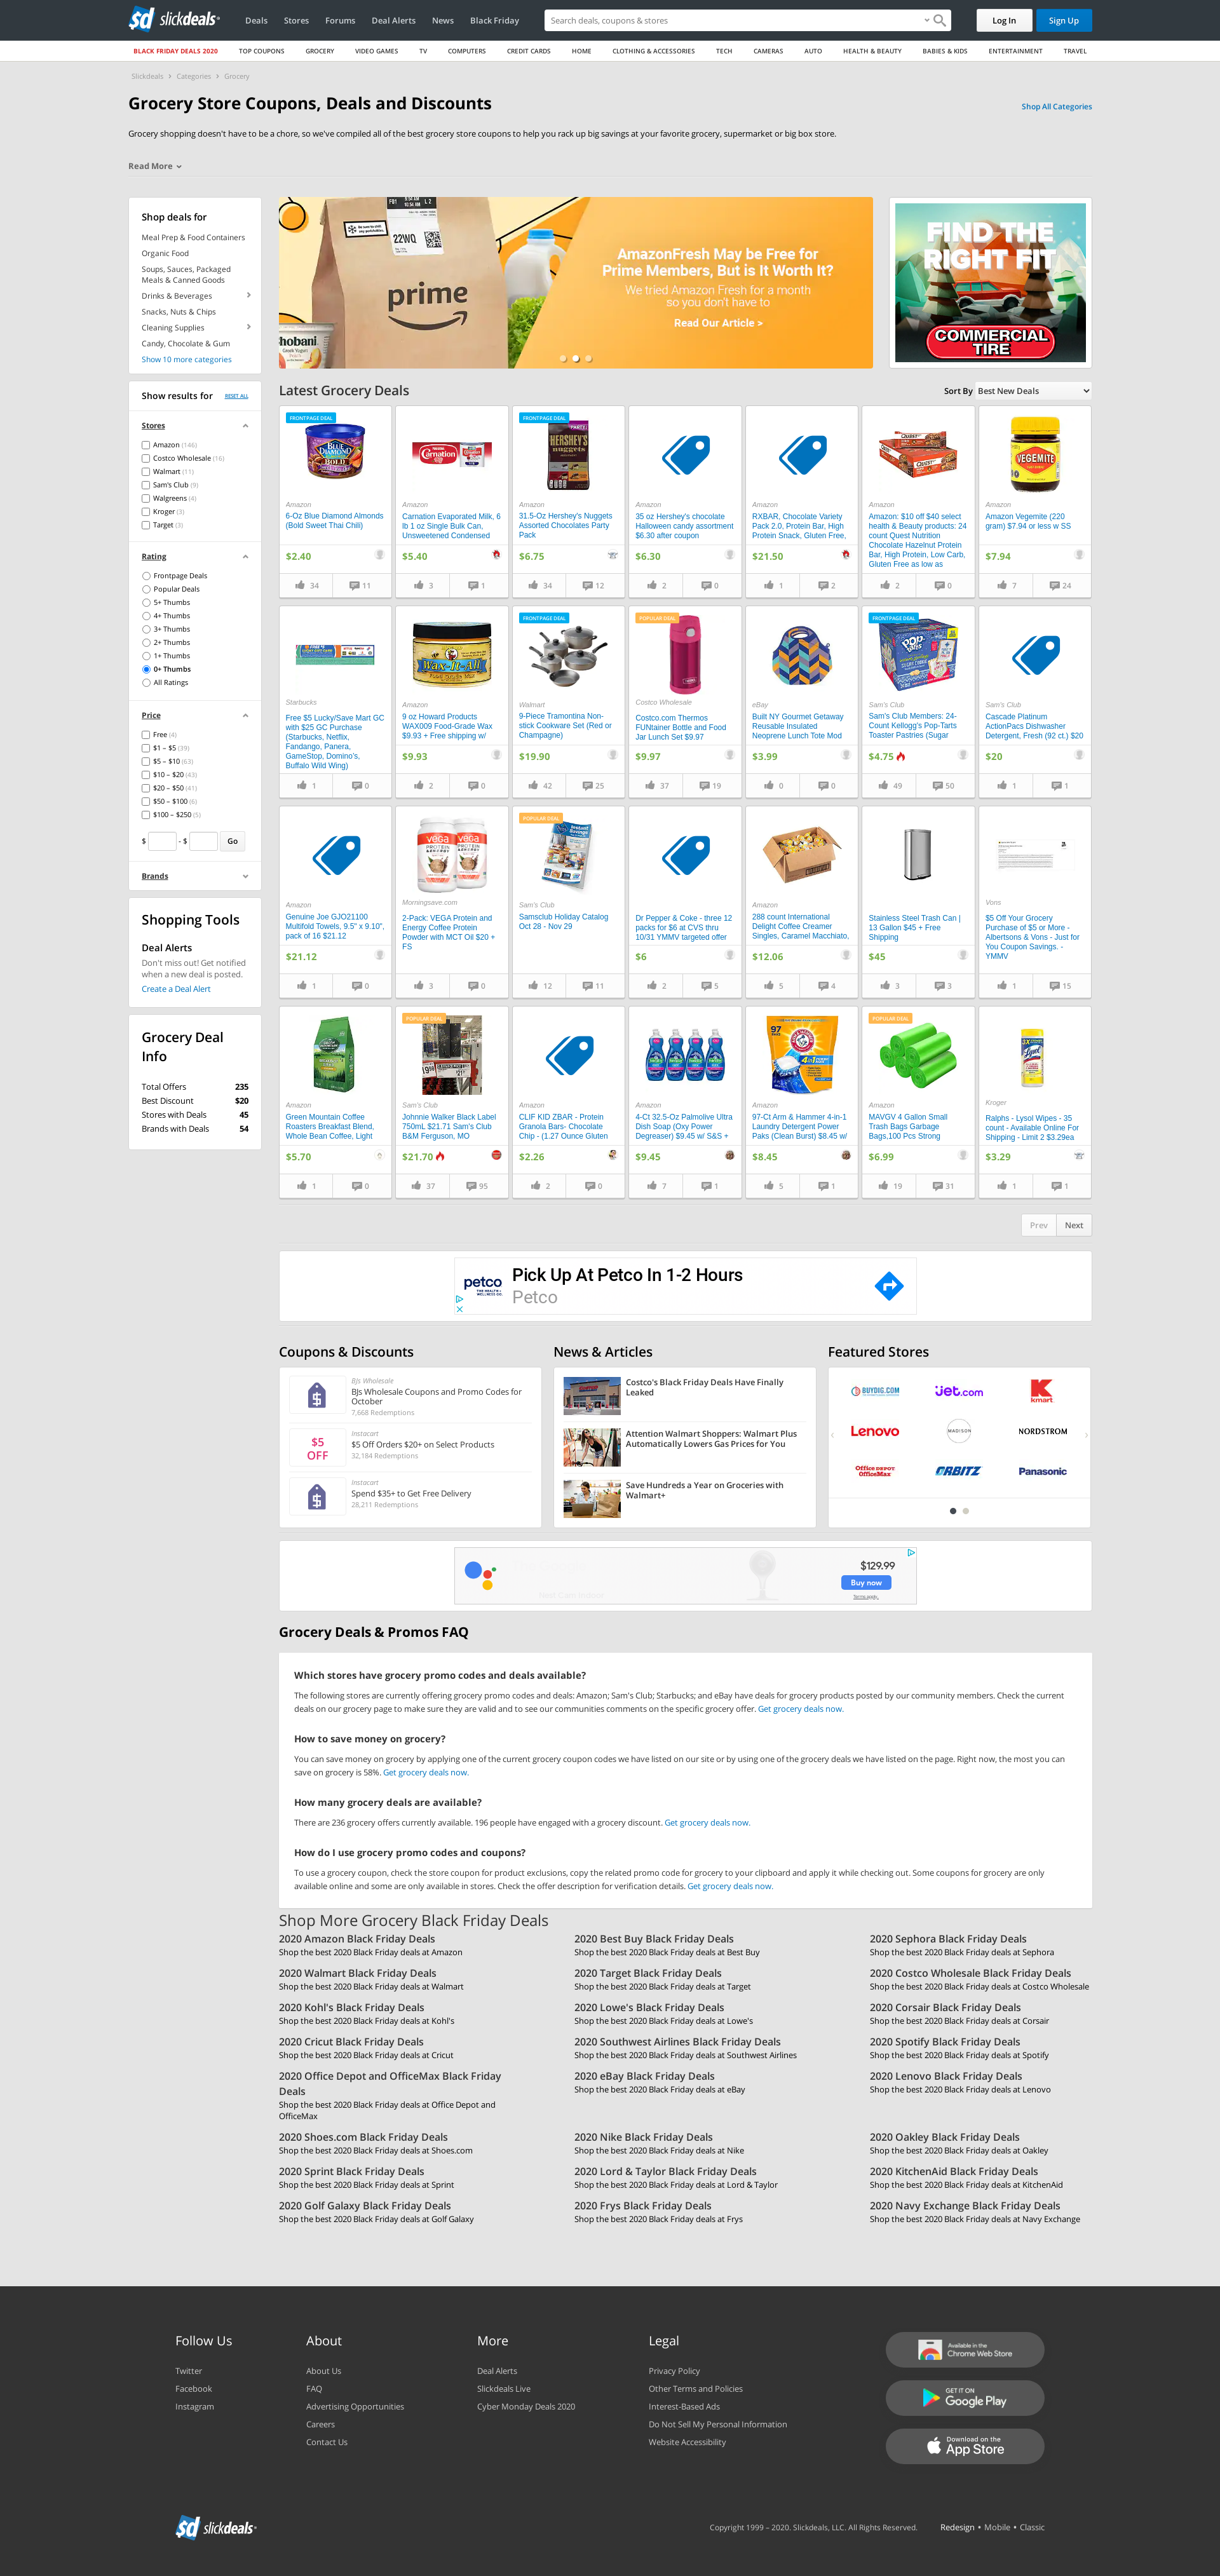 sd slickdeals
Deals Stores Forums Deal Alerts News Black Friday
Search deals, coupons & stores
Log In
Sign Up
BLACK FRIDAY DEALS 2020 TOP COUPONS GROCERY VIDEO GAMES TV COMPUTERS CREDIT CARDS HOME CLOTHING & ACCESSORIES TECH CAMERAS AUTO HEALTH & BEAUTY BABIES & KIDS ENTERTAINMENT TRAVEL
Slickdeals › Categories › Grocery
Grocery Store Coupons, Deals and Discounts
Shop All Categories
Grocery shopping doesn't have to be a chore, so we've compiled all of the best grocery store coupons to help you rack up big savings at your favorite grocery, supermarket or big box store.
Read More
Shop deals for
Meal Prep & Food Containers
Organic Food
Soups, Sauces, Packaged
Meals & Canned Goods
Drinks & Beverages
Snacks, Nuts & Chips
Cleaning Supplies
Candy, Chocolate & Gum
Show 10 more categories
Show results for
RESET ALL
Stores
Amazon (146)
Costco Wholesale (16)
Walmart (11)
Sam's Club (9)
Walgreens (4)
Kroger (3)
Target (3)
Rating
Frontpage Deals
Popular Deals
5+ Thumbs
4+ Thumbs
3+ Thumbs
2+ Thumbs
1+ Thumbs
0+ Thumbs
All Ratings
Price
Free (4)
$1 – $5 (39)
$5 – $10 (63)
$10 – $20 (43)
$20 – $50 (41)
$50 – $100 (6)
$100 – $250 (5)
$ - $ Go
Brands
Shopping Tools
Deal Alerts
Don't miss out! Get notified
when a new deal is posted.
Create a Deal Alert
Grocery Deal
Info
Total Offers 235
Best Discount $20
Stores with Deals 45
Brands with Deals 54
22WQ
prime
Chobani
AmazonFresh May be Free for
Prime Members, But is It Worth It?
We tried Amazon Fresh for a month
so you don't have to
Read Our Article >
FIND THE
RIGHT FIT
COMMERCIAL
TIRE
Latest Grocery Deals
Sort By Best New Deals
FRONTPAGE DEAL
BLUE DIAMOND
BOLD
Amazon
6-Oz Blue Diamond Almonds
(Bold Sweet Thai Chili)
$2.40
34 11
Carnation
Amazon
Carnation Evaporated Milk, 6
lb 1 oz Single Bulk Can,
Unsweetened Condensed
$5.40
3 1
FRONTPAGE DEAL
HERSHEY'S
nuggets
Amazon
31.5-Oz Hershey's Nuggets
Assorted Chocolates Party
Pack
$6.75
34 12
Amazon
35 oz Hershey's chocolate
Halloween candy assortment
$6.30 after coupon
$6.30
2 0
Amazon
RXBAR, Chocolate Variety
Pack 2.0, Protein Bar, High
Protein Snack, Gluten Free,
$21.50
1 2
Quest
Amazon
Amazon: $10 off $40 select
health & Beauty products: 24
count Quest Nutrition
Chocolate Hazelnut Protein
Bar, High Protein, Low Carb,
Gluten Free as low as
2 0
VEGEMITE
Amazon
Amazon Vegemite (220
gram) $7.94 or less w SS
$7.94
7 24
Starbucks
Free $5 Lucky/Save Mart GC
with $25 GC Purchase
(Starbucks, Netflix,
Fandango, Panera,
GameStop, Domino's,
Buffalo Wild Wing)
1 0
Wax-It-All
Amazon
9 oz Howard Products
WAX009 Food-Grade Wax
$9.93 + Free shipping w/
$9.93
2 0
FRONTPAGE DEAL
Walmart
9-Piece Tramontina Non-
stick Cookware Set (Red or
Champagne)
$19.90
42 25
POPULAR DEAL
Costco Wholesale
Costco.com Thermos
FUNtainer Bottle and Food
Jar Lunch Set $9.97
$9.97
37 19
eBay
Built NY Gourmet Getaway
Reusable Insulated
Neoprene Lunch Tote Mod
$3.99
0 0
FRONTPAGE DEAL
POP
Sam's Club
Sam's Club Members: 24-
Count Kellogg's Pop-Tarts
Toaster Pastries (Sugar
$4.75
49 50
Sam's Club
Cascade Platinum
ActionPacs Dishwasher
Detergent, Fresh (92 ct.) $20
$20
1 1
Amazon
Genuine Joe GJO21100
Multifold Towels, 9.5" x 9.10",
pack of 16 $21.12
$21.12
1 0
vega vega
Morningsave.com
2-Pack: VEGA Protein and
Energy Coffee Protein
Powder with MCT Oil $20 +
FS
3 0
POPULAR DEAL
Instant
Savings
Sam's Club
Samsclub Holiday Catalog
Oct 28 - Nov 29
12 11
Dr Pepper & Coke - three 12
packs for $6 at CVS thru
10/31 YMMV targeted offer
$6
2 5
Amazon
288 count International
Delight Coffee Creamer
Singles, Caramel Macchiato,
$12.06
5 4
Stainless Steel Trash Can |
13 Gallon $45 + Free
Shipping
$45
3 3
Vons
$5 Off Your Grocery
Purchase of $5 or More -
Albertsons & Vons - Just for
You Coupon Savings. -
YMMV
1 15
Amazon
Green Mountain Coffee
Roasters Breakfast Blend,
Whole Bean Coffee, Light
$5.70
1 0
POPULAR DEAL
Sam's Club
Johnnie Walker Black Label
750mL $21.71 Sam's Club
B&M Ferguson, MO
$21.70
37 95
Amazon
CLIF KID ZBAR - Protein
Granola Bars- Chocolate
Chip - (1.27 Ounce Gluten
$2.26
2 0
Amazon
4-Ct 32.5-Oz Palmolive Ultra
Dish Soap (Oxy Power
Degreaser) $9.45 w/ S&S +
$9.45
7 1
97
ARM & HAMMER
4-in-1
Amazon
97-Ct Arm & Hammer 4-in-1
Laundry Detergent Power
Paks (Clean Burst) $8.45 w/
$8.45
5 1
POPULAR DEAL
Amazon
MAVGV 4 Gallon Small
Trash Bags Garbage
Bags,100 Pcs Strong
$6.99
19 31
LYSOL
Kroger
Ralphs - Lysol Wipes - 35
count - Available Online For
Shipping - Limit 2 $3.29ea
$3.29
1 1
Prev Next
petco
Pick Up At Petco In 1-2 Hours
Petco
Coupons & Discounts
BJs Wholesale
BJs Wholesale Coupons and Promo Codes for
October
7,668 Redemptions
$5
OFF
Instacart
$5 Off Orders $20+ on Select Products
32,184 Redemptions
Instacart
Spend $35+ to Get Free Delivery
28,211 Redemptions
News & Articles
Costco's Black Friday Deals Have Finally
Leaked
Attention Walmart Shoppers: Walmart Plus
Automatically Lowers Gas Prices for You
Save Hundreds a Year on Groceries with
Walmart+
Featured Stores
BUYDIG.COM jet.com K kmart
Lenovo MADISON NORDSTROM
Office DEPOT OfficeMax ORBITZ Panasonic
$129.99
Buy now
Terms apply.
Grocery Deals & Promos FAQ
Which stores have grocery promo codes and deals available?
The following stores are currently offering grocery promo codes and deals: Amazon; Sam's Club; Starbucks; and eBay have deals for grocery products posted by our community members. Check the current
deals on our grocery page to make sure they are valid and to see our communities comments on the specific grocery offer. Get grocery deals now.
How to save money on grocery?
You can save money on grocery by applying one of the current grocery coupon codes we have listed on our site or by using one of the grocery deals we have listed on the page. Right now, the most you can
save on grocery is 58%. Get grocery deals now.
How many grocery deals are available?
There are 236 grocery offers currently available. 196 people have engaged with a grocery discount. Get grocery deals now.
How do I use grocery promo codes and coupons?
To use a grocery coupon, check the store coupon for product exclusions, copy the related promo code for grocery to your clipboard and apply it while checking out. Some coupons for grocery are only
available online and some are only available in stores. Check the offer description for verification details. Get grocery deals now.
Shop More Grocery Black Friday Deals
2020 Amazon Black Friday Deals
Shop the best 2020 Black Friday deals at Amazon
2020 Best Buy Black Friday Deals
Shop the best 2020 Black Friday deals at Best Buy
2020 Sephora Black Friday Deals
Shop the best 2020 Black Friday deals at Sephora
2020 Walmart Black Friday Deals
Shop the best 2020 Black Friday deals at Walmart
2020 Target Black Friday Deals
Shop the best 2020 Black Friday deals at Target
2020 Costco Wholesale Black Friday Deals
Shop the best 2020 Black Friday deals at Costco Wholesale
2020 Kohl's Black Friday Deals
Shop the best 2020 Black Friday deals at Kohl's
2020 Lowe's Black Friday Deals
Shop the best 2020 Black Friday deals at Lowe's
2020 Corsair Black Friday Deals
Shop the best 2020 Black Friday deals at Corsair
2020 Cricut Black Friday Deals
Shop the best 2020 Black Friday deals at Cricut
2020 Southwest Airlines Black Friday Deals
Shop the best 2020 Black Friday deals at Southwest Airlines
2020 Spotify Black Friday Deals
Shop the best 2020 Black Friday deals at Spotify
2020 Office Depot and OfficeMax Black Friday
Deals
Shop the best 2020 Black Friday deals at Office Depot and
OfficeMax
2020 eBay Black Friday Deals
Shop the best 2020 Black Friday deals at eBay
2020 Lenovo Black Friday Deals
Shop the best 2020 Black Friday deals at Lenovo
2020 Shoes.com Black Friday Deals
Shop the best 2020 Black Friday deals at Shoes.com
2020 Nike Black Friday Deals
Shop the best 2020 Black Friday deals at Nike
2020 Oakley Black Friday Deals
Shop the best 2020 Black Friday deals at Oakley
2020 Sprint Black Friday Deals
Shop the best 2020 Black Friday deals at Sprint
2020 Lord & Taylor Black Friday Deals
Shop the best 2020 Black Friday deals at Lord & Taylor
2020 KitchenAid Black Friday Deals
Shop the best 2020 Black Friday deals at KitchenAid
2020 Golf Galaxy Black Friday Deals
Shop the best 2020 Black Friday deals at Golf Galaxy
2020 Frys Black Friday Deals
Shop the best 2020 Black Friday deals at Frys
2020 Navy Exchange Black Friday Deals
Shop the best 2020 Black Friday deals at Navy Exchange
Follow Us
Twitter
Facebook
Instagram
About
About Us
FAQ
Advertising Opportunities
Careers
Contact Us
More
Deal Alerts
Slickdeals Live
Cyber Monday Deals 2020
Legal
Privacy Policy
Other Terms and Policies
Interest-Based Ads
Do Not Sell My Personal Information
Website Accessibility
Available in the
Chrome Web Store
GET IT ON
Google Play
Download on the
App Store
sd slickdeals
Copyright 1999 – 2020. Slickdeals, LLC. All Rights Reserved.
Redesign • Mobile • Classic